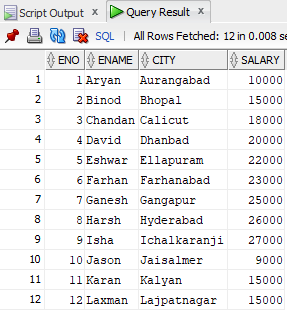 Script Output x Query Result x
SQL | All Rows Fetched: 12 in 0.008 se
ENO ENAME CITY SALARY
1 1 Aryan Aurangabad 10000
2 2 Binod Bhopal 15000
3 3 Chandan Calicut 18000
4 4 David Dhanbad 20000
5 5 Eshwar Ellapuram 22000
6 6 Farhan Farhanabad 23000
7 7 Ganesh Gangapur 25000
8 8 Harsh Hyderabad 26000
9 9 Isha Ichalkaranji 27000
10 10 Jason Jaisalmer 9000
11 11 Karan Kalyan 15000
12 12 Laxman Lajpatnagar 15000